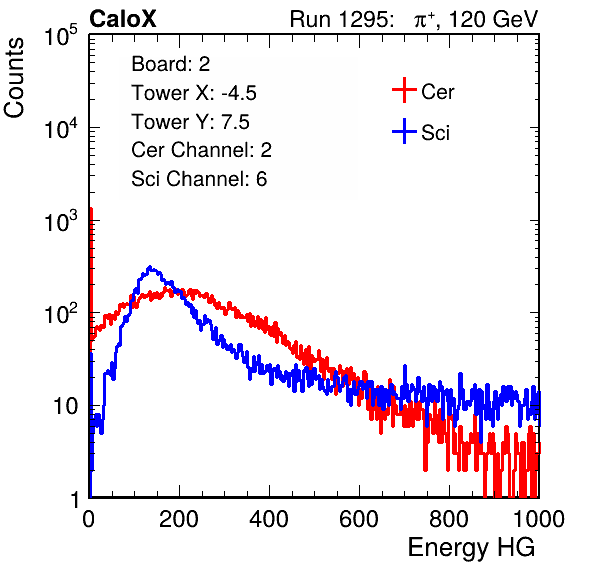 CaloX Run 1295: π⁺, 120 GeV
Counts
Board: 2
Tower X: -4.5
Tower Y: 7.5
Cer Channel: 2
Sci Channel: 6
Cer
Sci
10⁵
10⁴
10³
10²
10
1
0 200 400 600 800 1000
Energy HG